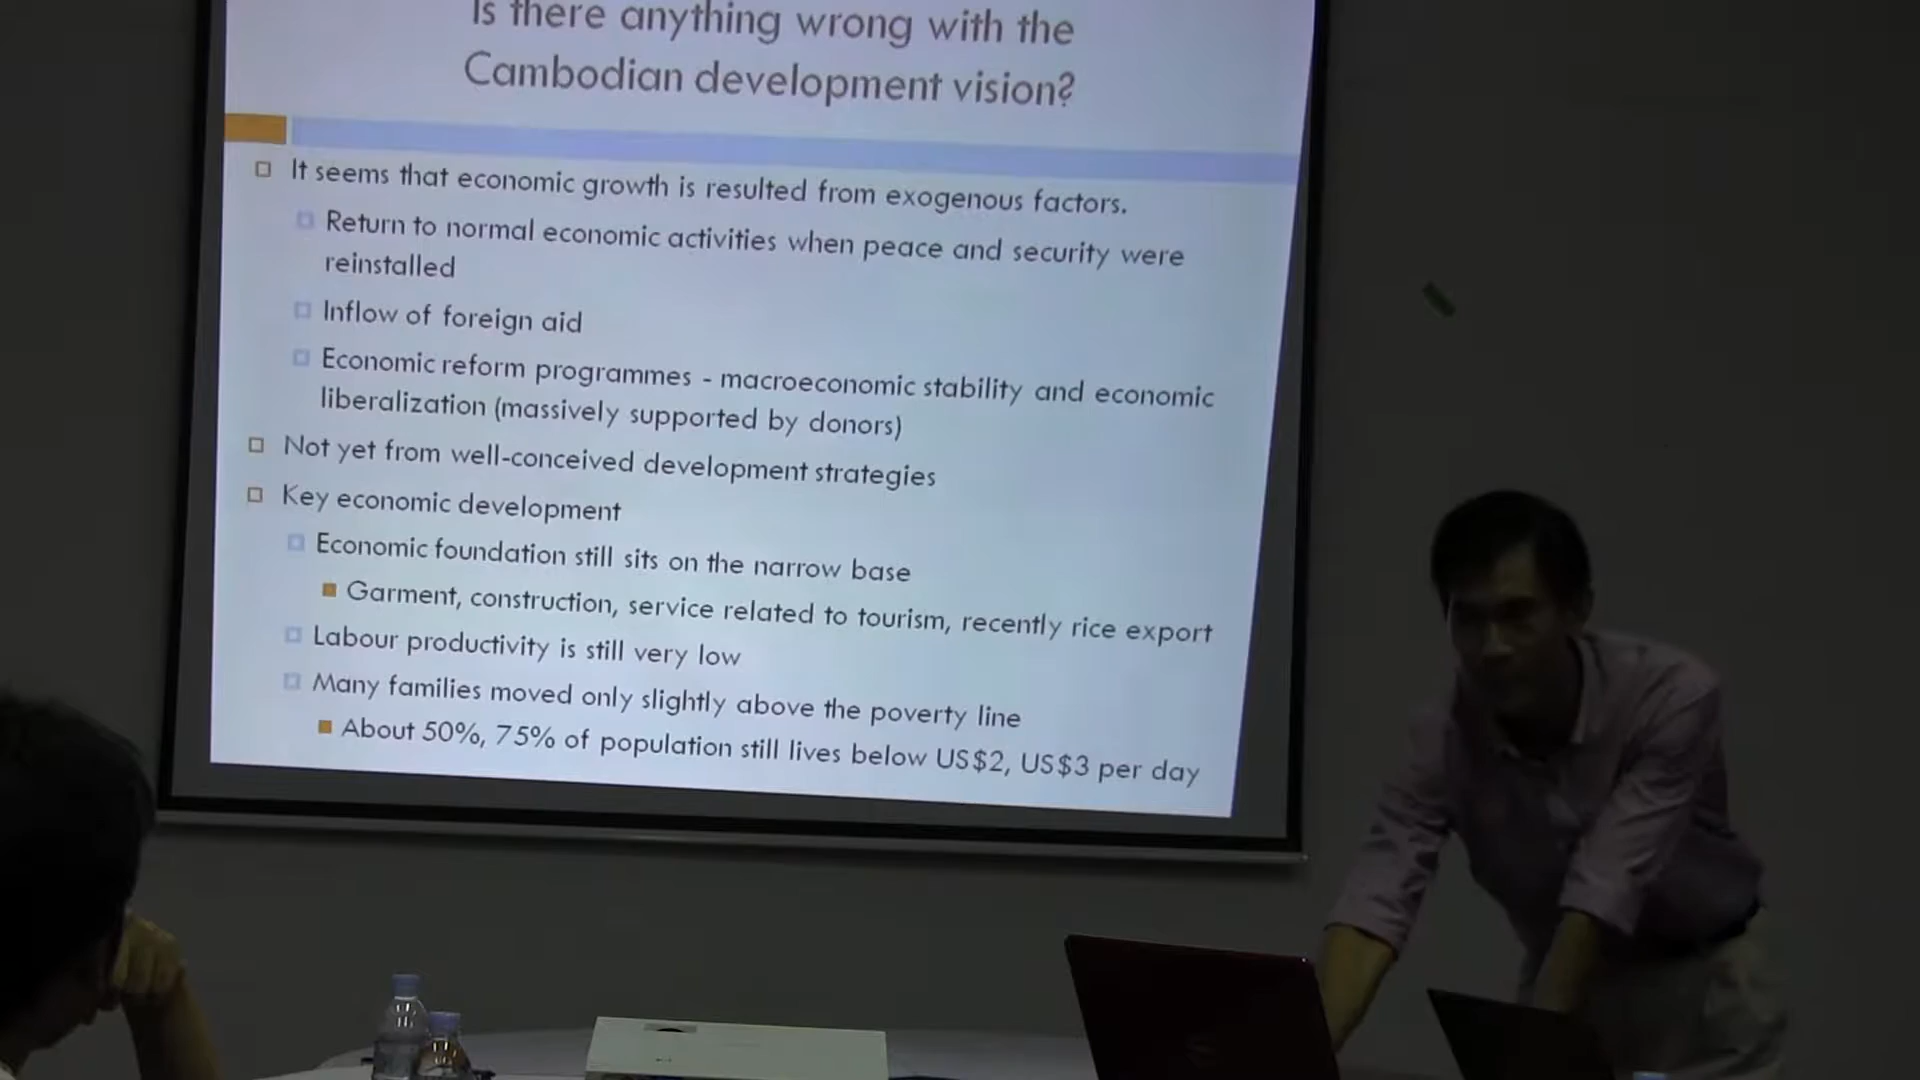 Is there anything wrong with the
Cambodian development vision?
It seems that economic growth is resulted from exogenous factors.
Return to normal economic activities when peace and security were
reinstalled
Inflow of foreign aid
Economic reform programmes - macroeconomic stability and economic
liberalization (massively supported by donors)
Not yet from well-conceived development strategies
Key economic development
Economic foundation still sits on the narrow base
Garment, construction, service related to tourism, recently rice export
Labour productivity is still very low
Many families moved only slightly above the poverty line
About 50%, 75% of population still lives below US$2, US$3 per day